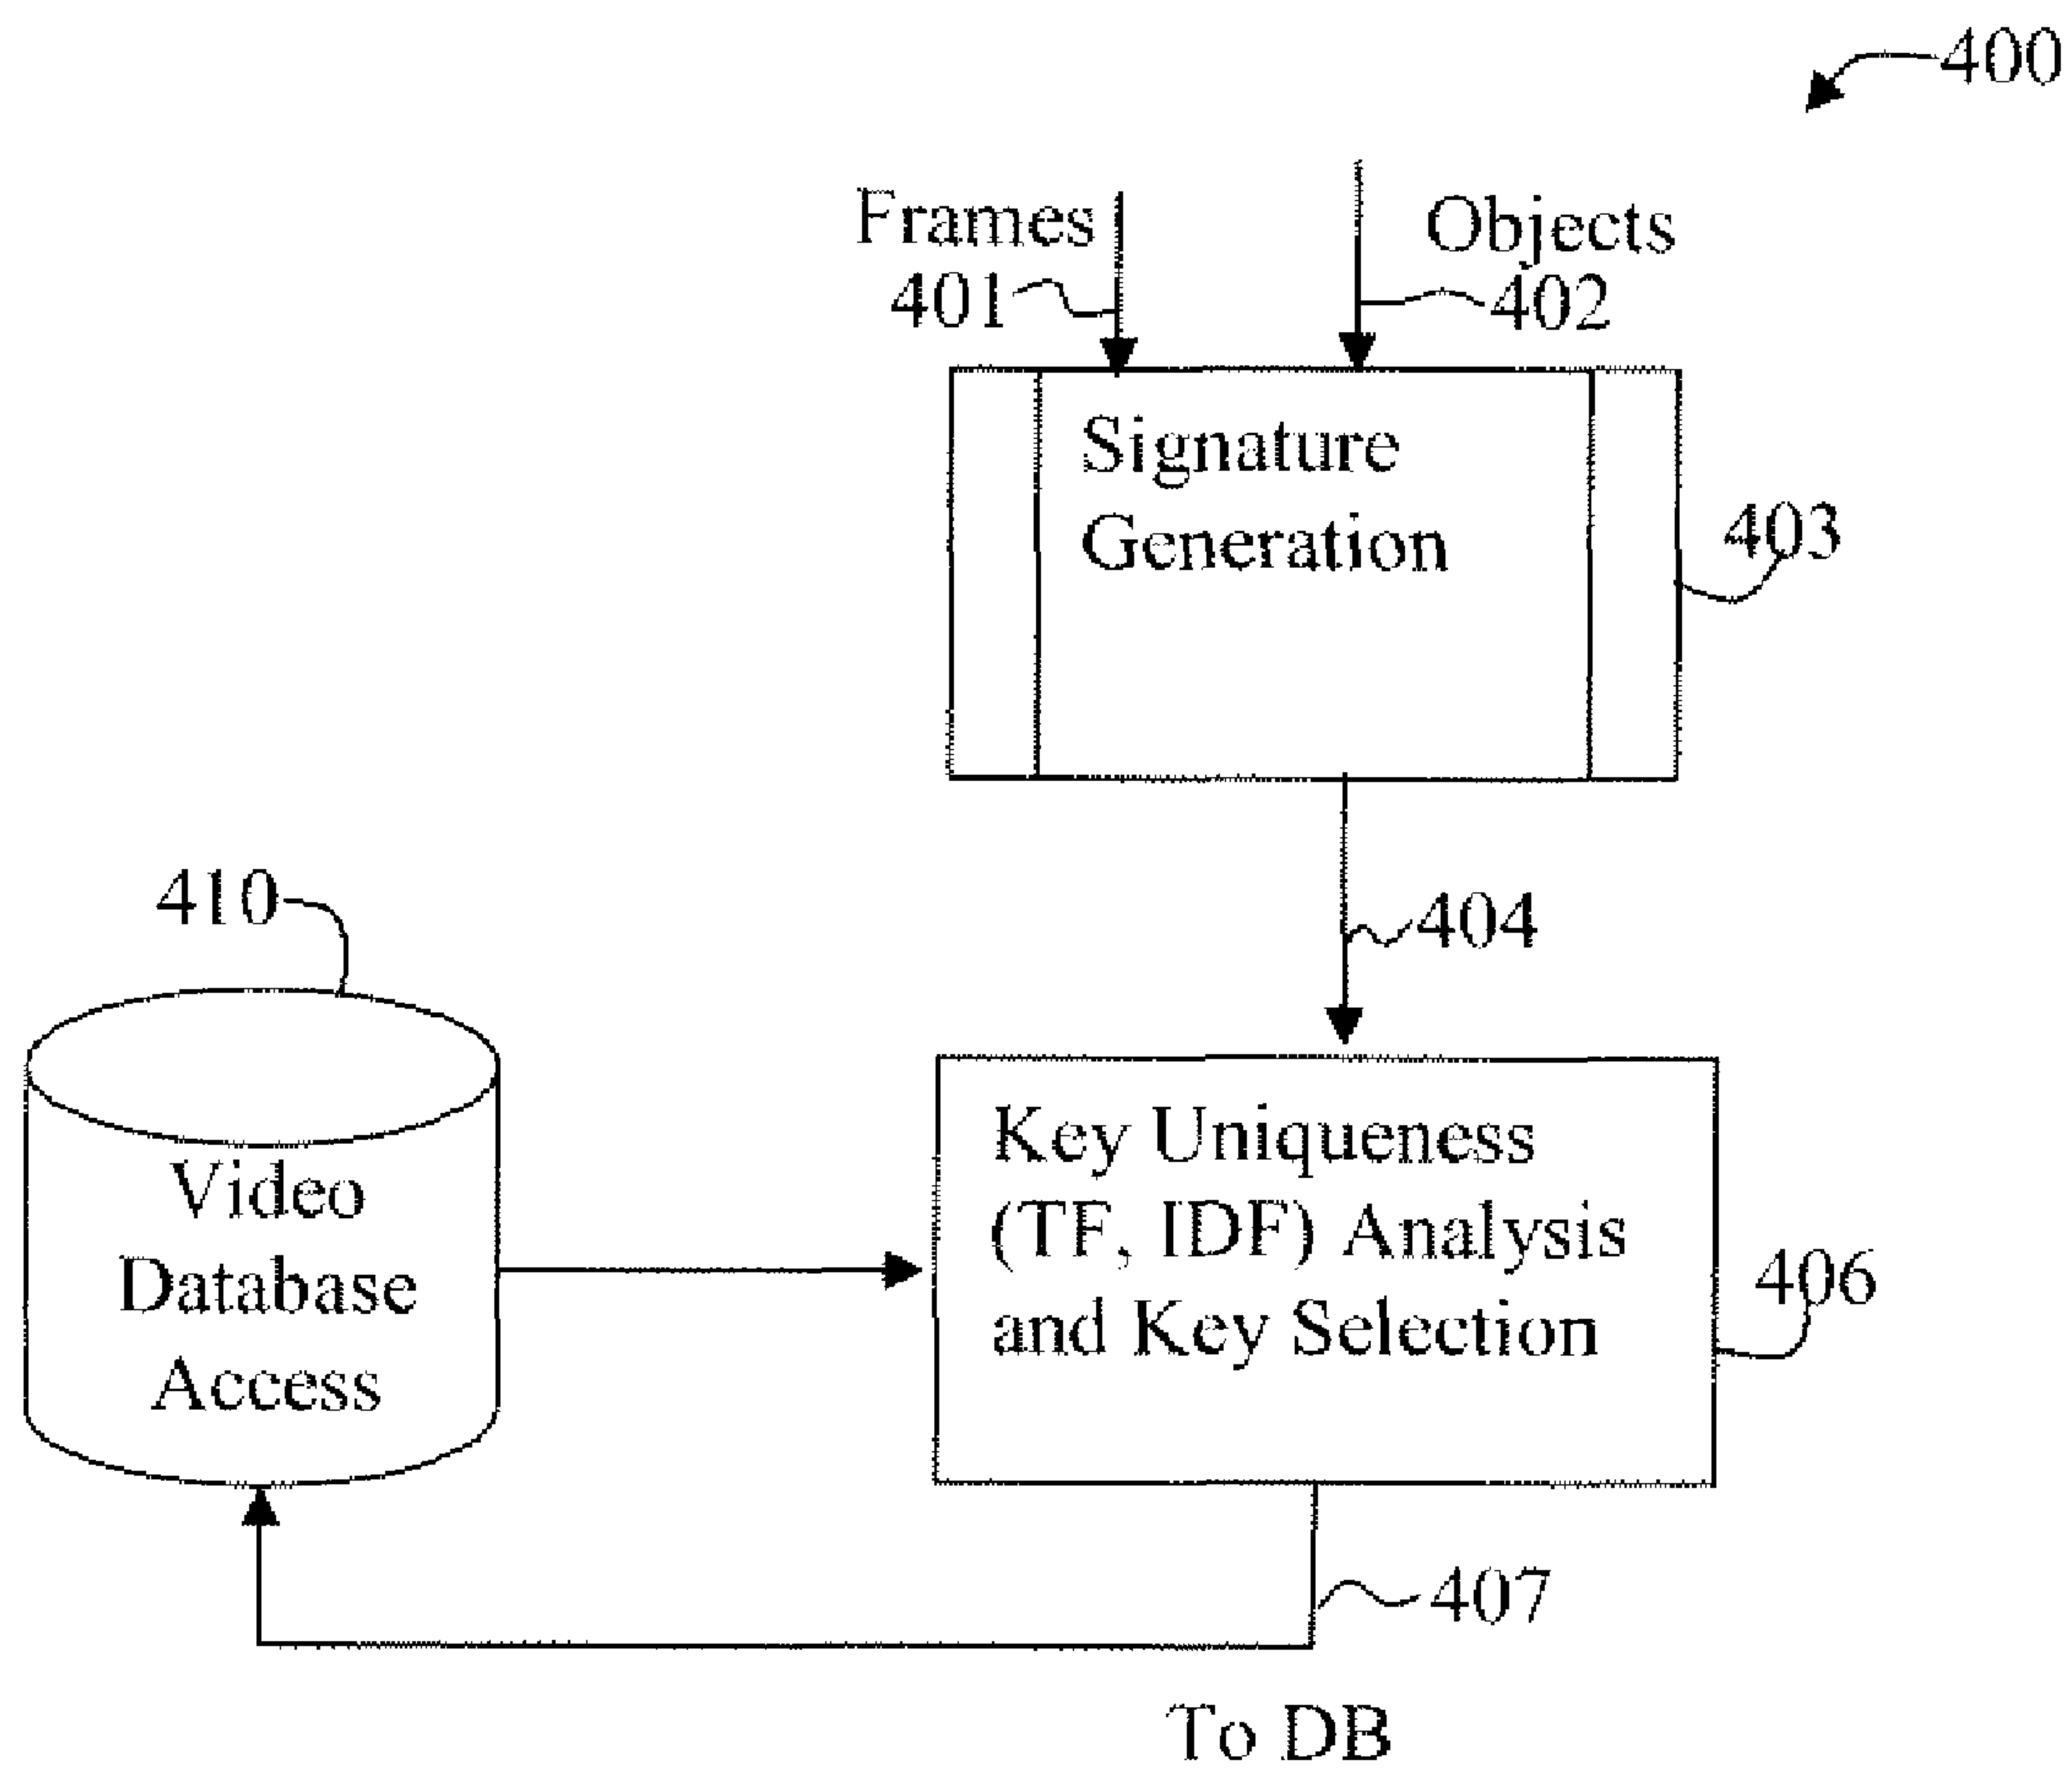 400
Frames
401
Objects
402
Signature
Generation
403
404
410
Video
Database
Access
Key Uniqueness
(TF, IDF) Analysis
and Key Selection
406
407
To DB